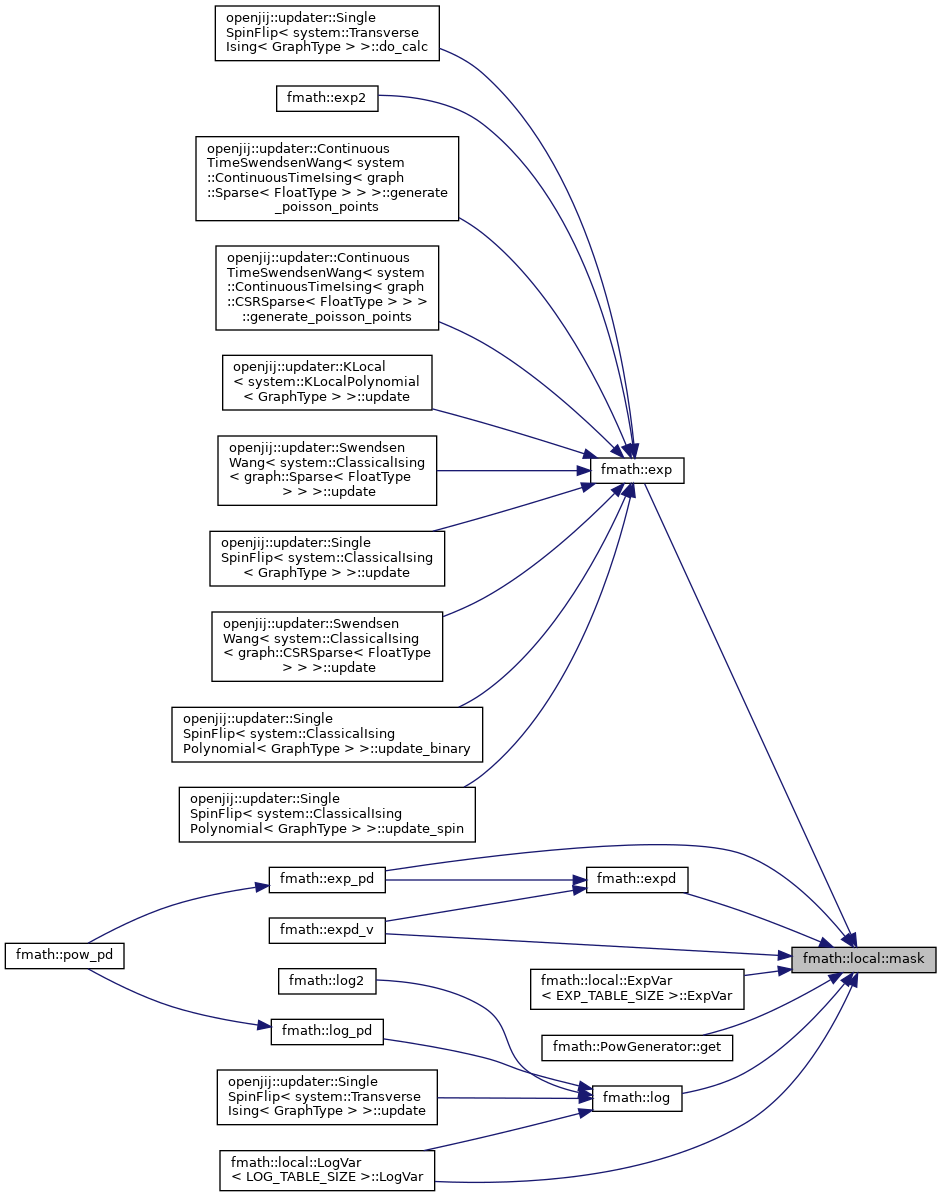 openjij::updater::Single
SpinFlip< system::Transverse
Ising< GraphType > >::do_calc
fmath::exp2
openjij::updater::Continuous
TimeSwendsenWang< system
::ContinuousTimeIsing< graph
::Sparse< FloatType > > >::generate
_poisson_points
openjij::updater::Continuous
TimeSwendsenWang< system
::ContinuousTimeIsing< graph
::CSRSparse< FloatType > > >
::generate_poisson_points
openjij::updater::KLocal
< system::KLocalPolynomial
< GraphType > >::update
openjij::updater::Swendsen
Wang< system::ClassicalIsing
< graph::Sparse< FloatType
> > >::update
fmath::exp
openjij::updater::Single
SpinFlip< system::ClassicalIsing
< GraphType > >::update
openjij::updater::Swendsen
Wang< system::ClassicalIsing
< graph::CSRSparse< FloatType
> > >::update
openjij::updater::Single
SpinFlip< system::ClassicalIsing
Polynomial< GraphType > >::update_binary
openjij::updater::Single
SpinFlip< system::ClassicalIsing
Polynomial< GraphType > >::update_spin
fmath::exp_pd
fmath::expd
fmath::expd_v
fmath::pow_pd
fmath::local::mask
fmath::log2
fmath::local::ExpVar
< EXP_TABLE_SIZE >::ExpVar
fmath::log_pd
fmath::PowGenerator::get
openjij::updater::Single
SpinFlip< system::Transverse
Ising< GraphType > >::update
fmath::log
fmath::local::LogVar
< LOG_TABLE_SIZE >::LogVar